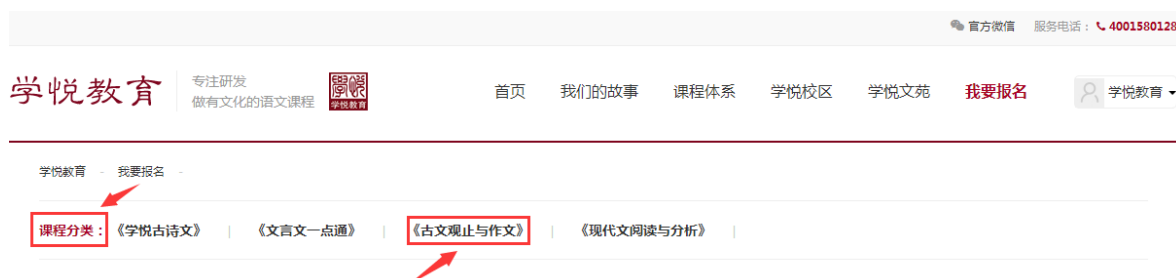 官方微信 服务电话：4001580128
学悦教育
专注研发
做有文化的语文课程
學悅
学悦教育
首页 我们的故事 课程体系 学悦校区 学悦文苑 我要报名 学悦教育
学悦教育 - 我要报名 -
课程分类：《学悦古诗文》 | 《文言文一点通》 | 《古文观止与作文》 | 《现代文阅读与分析》 |